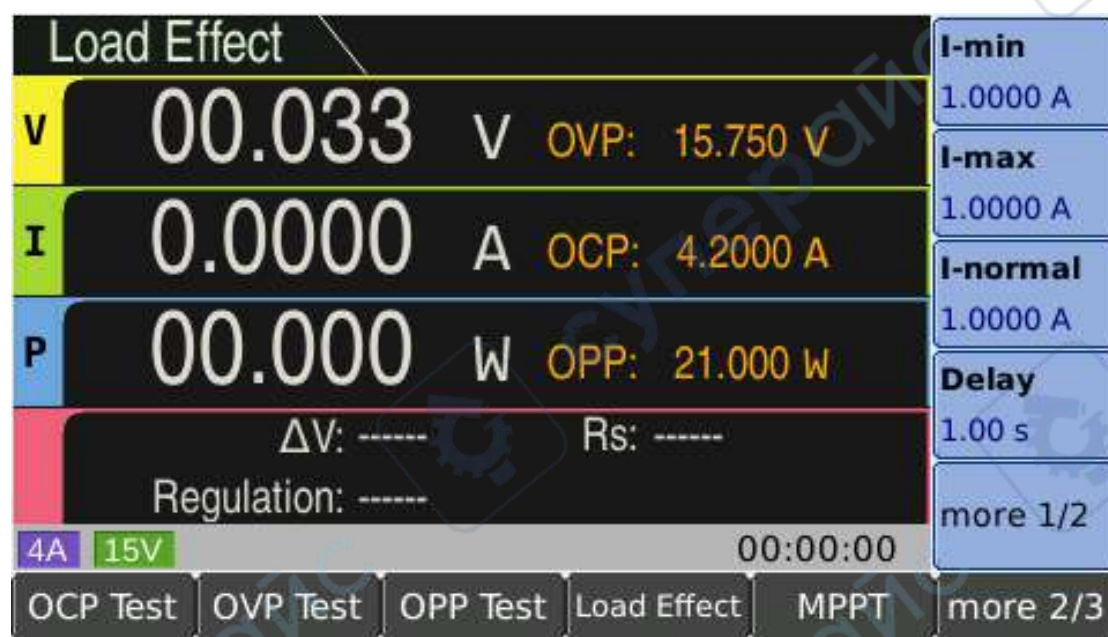 Load Effect
V 00.033 V OVP: 15.750 V
I 0.0000 A OCP: 4.2000 A
P 00.000 W OPP: 21.000 W
ΔV: ------ Rs: ------
Regulation: ------
4A 15V 00:00:00
I-min
1.0000 A
I-max
1.0000 A
I-normal
1.0000 A
Delay
1.00 s
more 1/2
OCP Test OVP Test OPP Test Load Effect MPPT more 2/3
суперайс